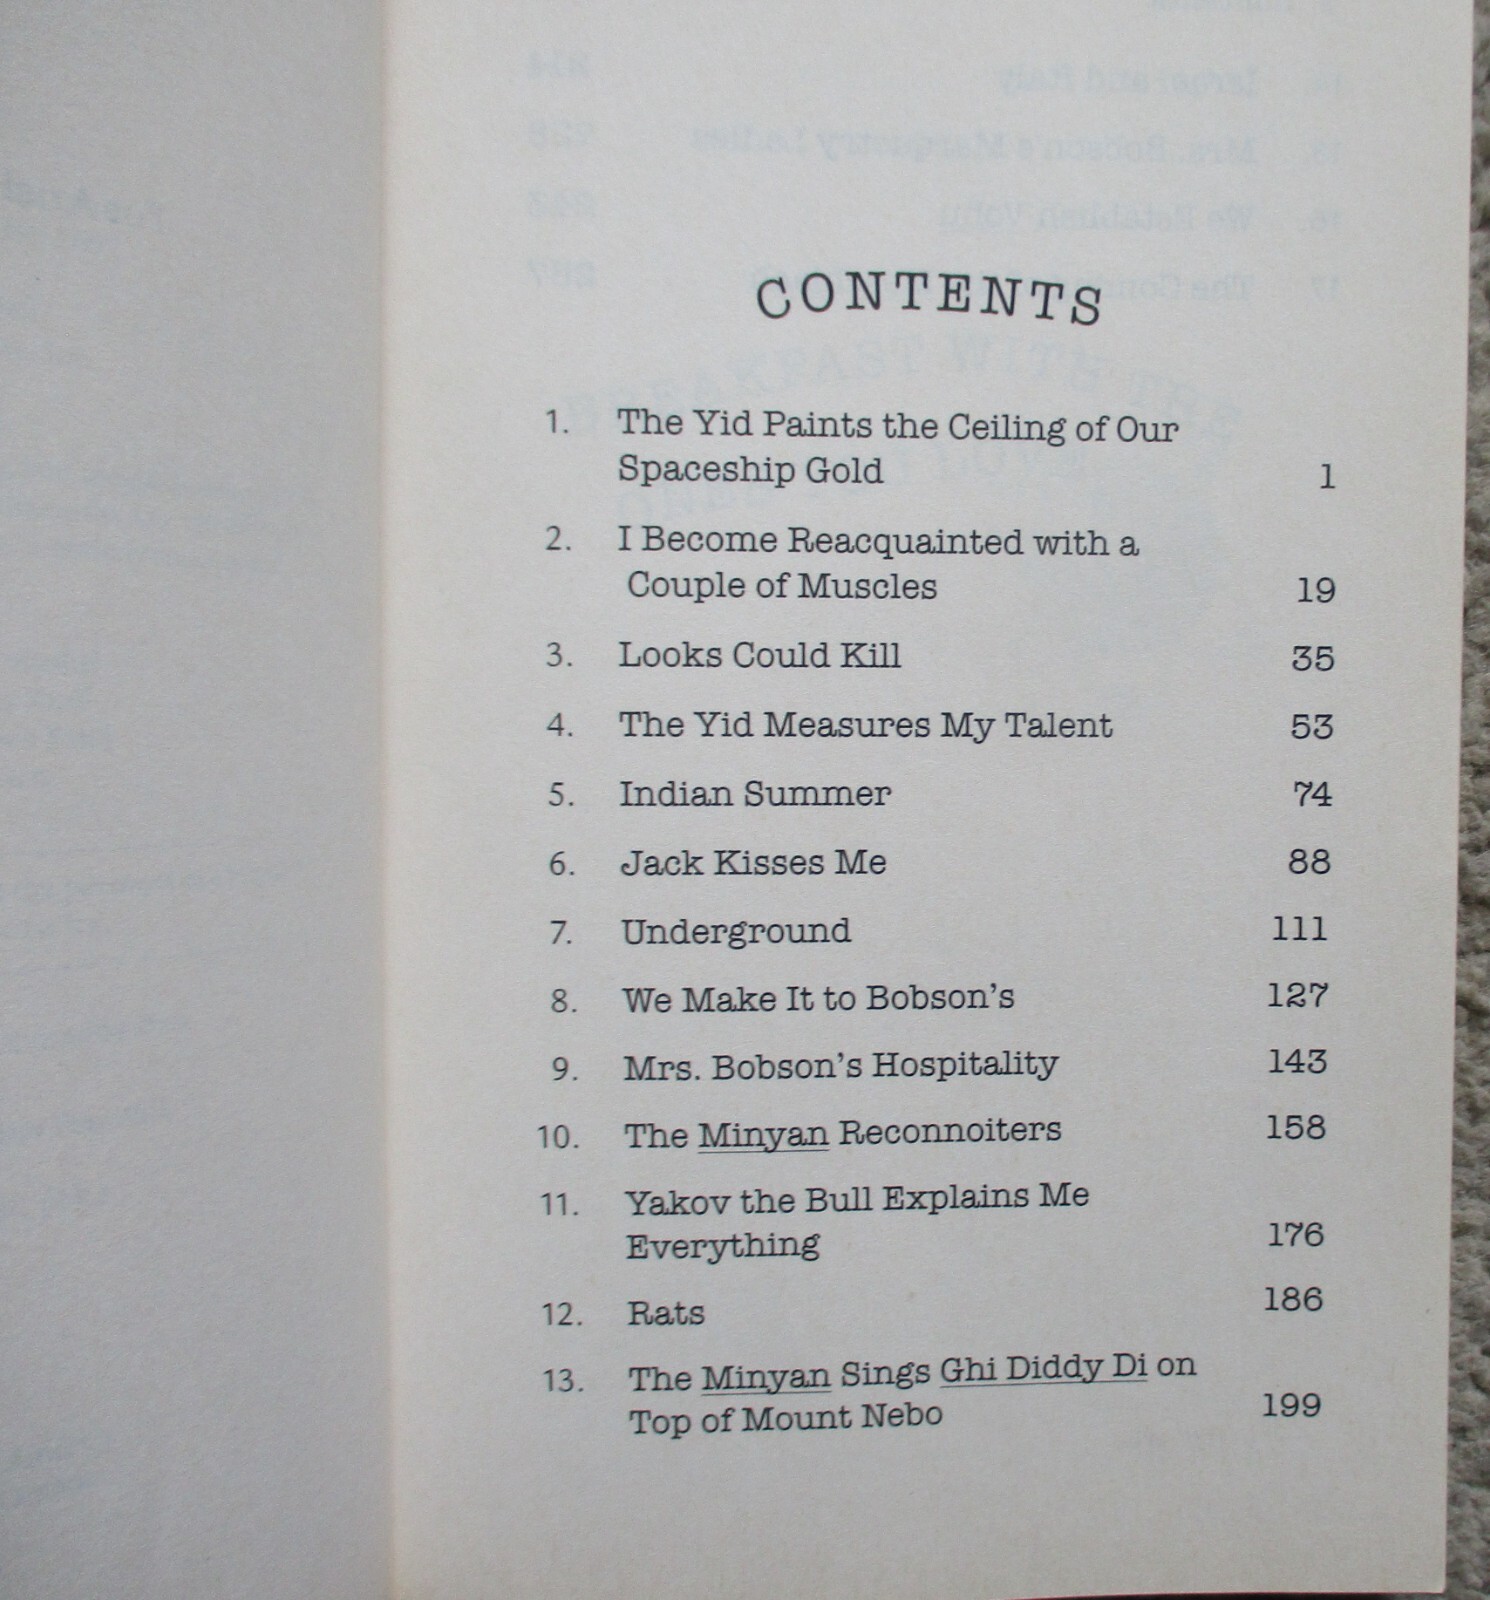 CONTENTS
1. The Yid Paints the Ceiling of Our
Spaceship Gold 1
2. I Become Reacquainted with a
Couple of Muscles 19
3. Looks Could Kill 35
4. The Yid Measures My Talent 53
5. Indian Summer 74
6. Jack Kisses Me 88
7. Underground 111
8. We Make It to Bobson's 127
9. Mrs. Bobson's Hospitality 143
10. The Minyan Reconnoiters 158
11. Yakov the Bull Explains Me
Everything 176
12. Rats 186
13. The Minyan Sings Ghi Diddy Di on
Top of Mount Nebo 199